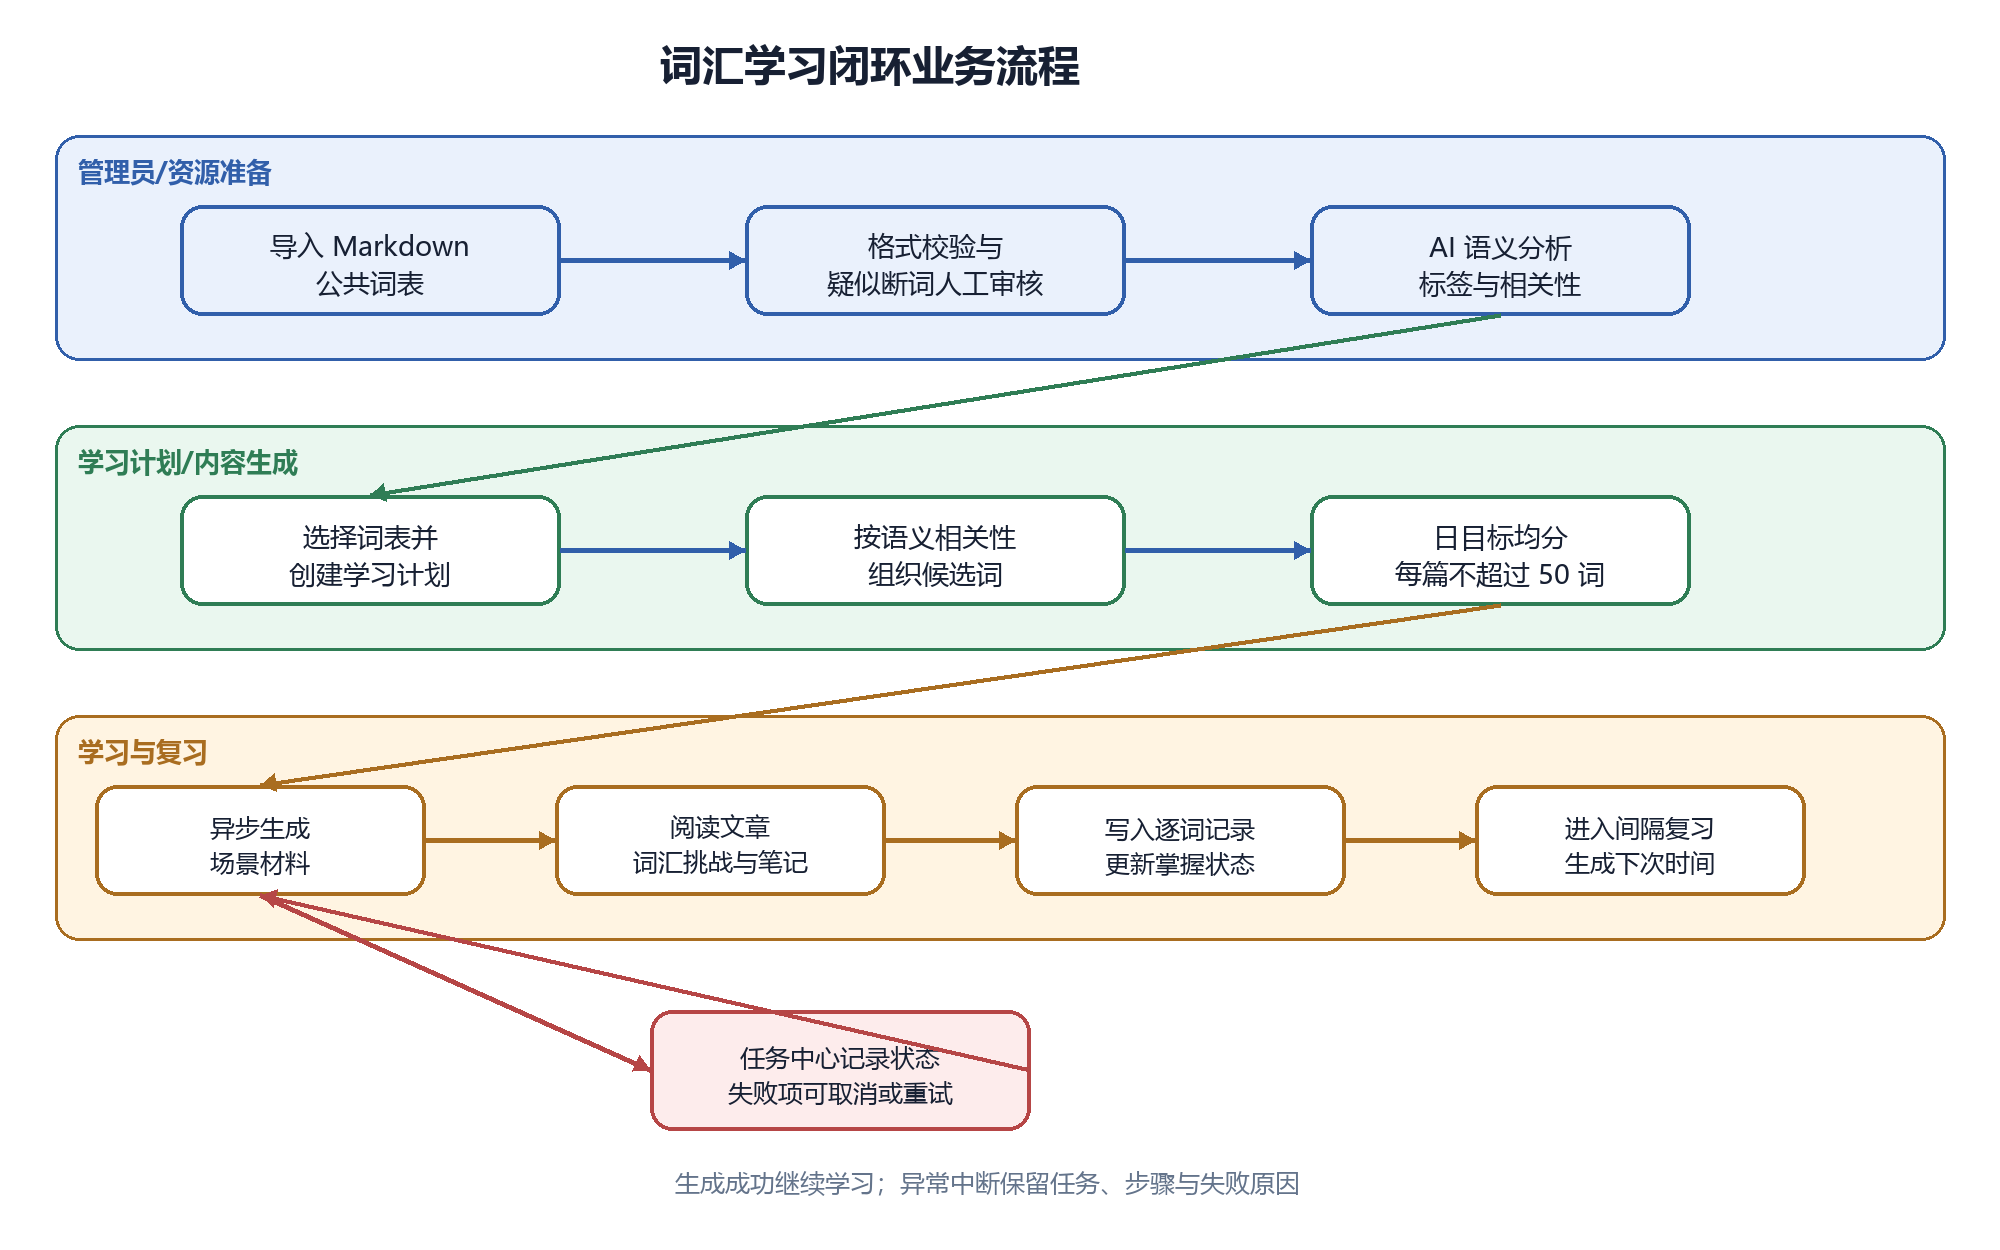 词汇学习闭环业务流程
管理员/资源准备
导入 Markdown
公共词表
格式校验与
疑似断词人工审核
AI 语义分析
标签与相关性
学习计划/内容生成
选择词表并
创建学习计划
按语义相关性
组织候选词
日目标均分
每篇不超过 50 词
学习与复习
异步生成
场景材料
阅读文章
词汇挑战与笔记
写入逐词记录
更新掌握状态
进入间隔复习
生成下次时间
任务中心记录状态
失败项可取消或重试
生成成功继续学习；异常中断保留任务、步骤与失败原因